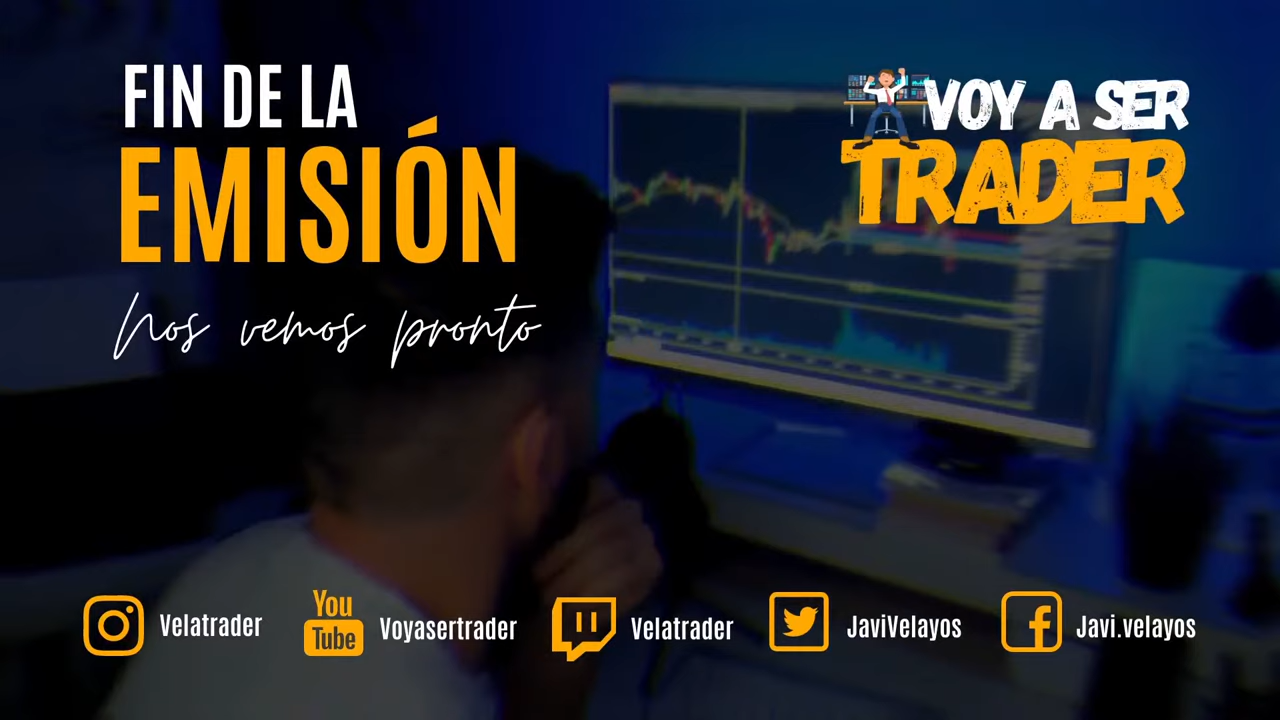 FIN DE LA
EMISIÓN
Nos vemos pronto
VOY A SER
TRADER
Velatrader
You
Tube
Voyasertrader
Velatrader
JaviVelayos
Javi.velayos